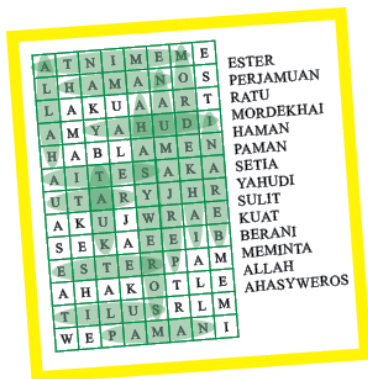 A T N I M E M E
L H A M A N O S
L A K U A A R T
A M Y A H U D I
H A B L A M E N
A I T E S A K A
U T A R Y J H R
A K U J W R A E
S E K A E E I B
E S T E R P A M
A H A K O T L E
T I L U S R L M
W E P A M A N I
ESTER
PERJAMUAN
RATU
MORDEKHAI
HAMAN
PAMAN
SETIA
YAHUDI
SULIT
KUAT
BERANI
MEMINTA
ALLAH
AHASYWEROS